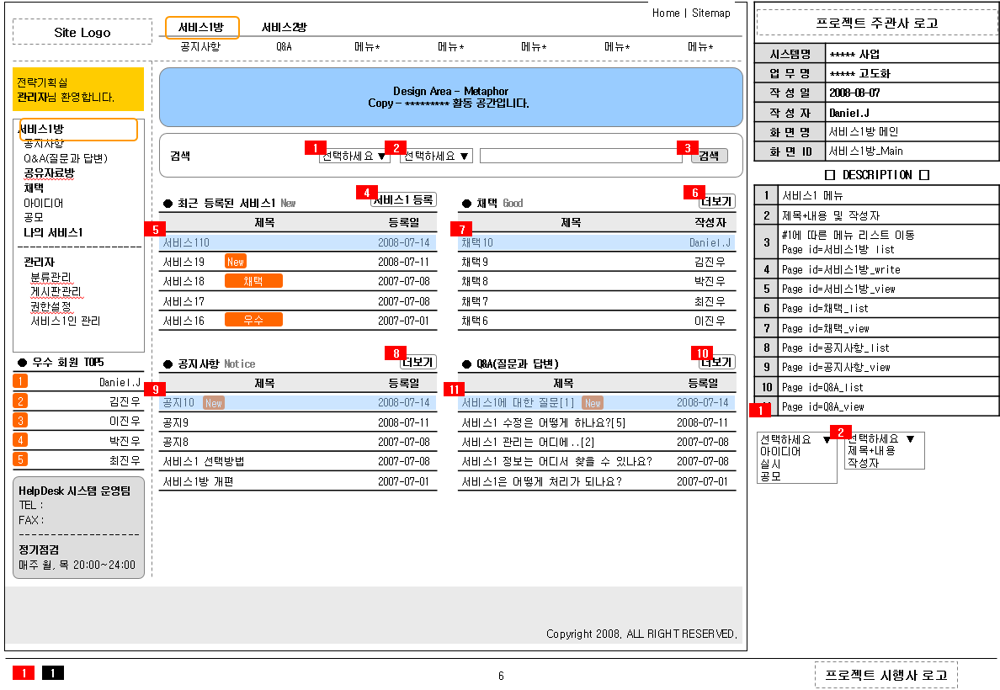 Home | Sitemap
Site Logo
서비스1방 서비스2방
공지사항 Q&A 메뉴* 메뉴* 메뉴* 메뉴* 메뉴*
전략기획실
관리자님 환영합니다.
서비스1방
공지사항
Q&A(질문과 답변)
공유자료방
채택
아이디어
공모
나의 서비스1
관리자
분류관리
게시판관리
권한설정
서비스1인 관리
● 우수 회원 TOP5
1 Daniel.J
2 김진우
3 이진우
4 박진우
5 최진우
HelpDesk 시스템 운영팀
TEL :
FAX :
정기점검
매주 월, 목 20:00~24:00
Design Area - Metaphor
Copy - ********* 활동 공간입니다.
검색 1 선택하세요 ▼ 2 선택하세요 ▼ 3 검색
● 최근 등록된 서비스1 New 4 서비스1 등록
5 제목 등록일
서비스110 2008-07-14
서비스19 New 2008-07-11
서비스18 채택 2007-07-08
서비스17 2007-07-08
서비스16 우수 2007-07-01
● 채택 Good 6 더보기
7 제목 작성자
채택10 Daniel.J
채택9 김진우
채택8 박진우
채택7 최진우
채택6 이진우
● 공지사항 Notice 8 더보기
9 제목 등록일
공지10 New 2008-07-14
공지9 2008-07-11
공지8 2007-07-08
서비스1 선택방법 2007-07-08
서비스1방 개편 2007-07-01
● Q&A(질문과 답변) 10 더보기
11 제목 등록일
서비스1에 대한 질문[1] New 2008-07-14
서비스1 수정은 어떻게 하나요?[5] 2008-07-11
서비스1 관리는 어디에..[2] 2007-07-08
서비스1 정보는 어디서 찾을 수 있나요? 2007-07-08
서비스1은 어떻게 처리가 되나요? 2007-07-01
Copyright 2008, ALL RIGHT RESERVED.
프로젝트 주관사 로고
시스템명 ***** 사업
업 무 명 ***** 고도화
작 성 일 2008-08-07
작 성 자 Daniel.J
화 면 명 서비스1방 메인
화 면 ID 서비스1방_Main
□ DESCRIPTION □
1 서비스1 메뉴
2 제목+내용 및 작성자
3 #1에 따른 메뉴 리스트 이동
Page id=서비스1방 list
4 Page id=서비스1방_write
5 Page id=서비스1방_view
6 Page id=채택_list
7 Page id=채택_view
8 Page id=공지사항_list
9 Page id=공지사항_view
10 Page id=Q&A_list
Page id=Q&A_view
1
선택하세요 ▼
아이디어
실시
공모
2
선택하세요 ▼
제목+내용
작성자
1 1
6
프로젝트 시행사 로고